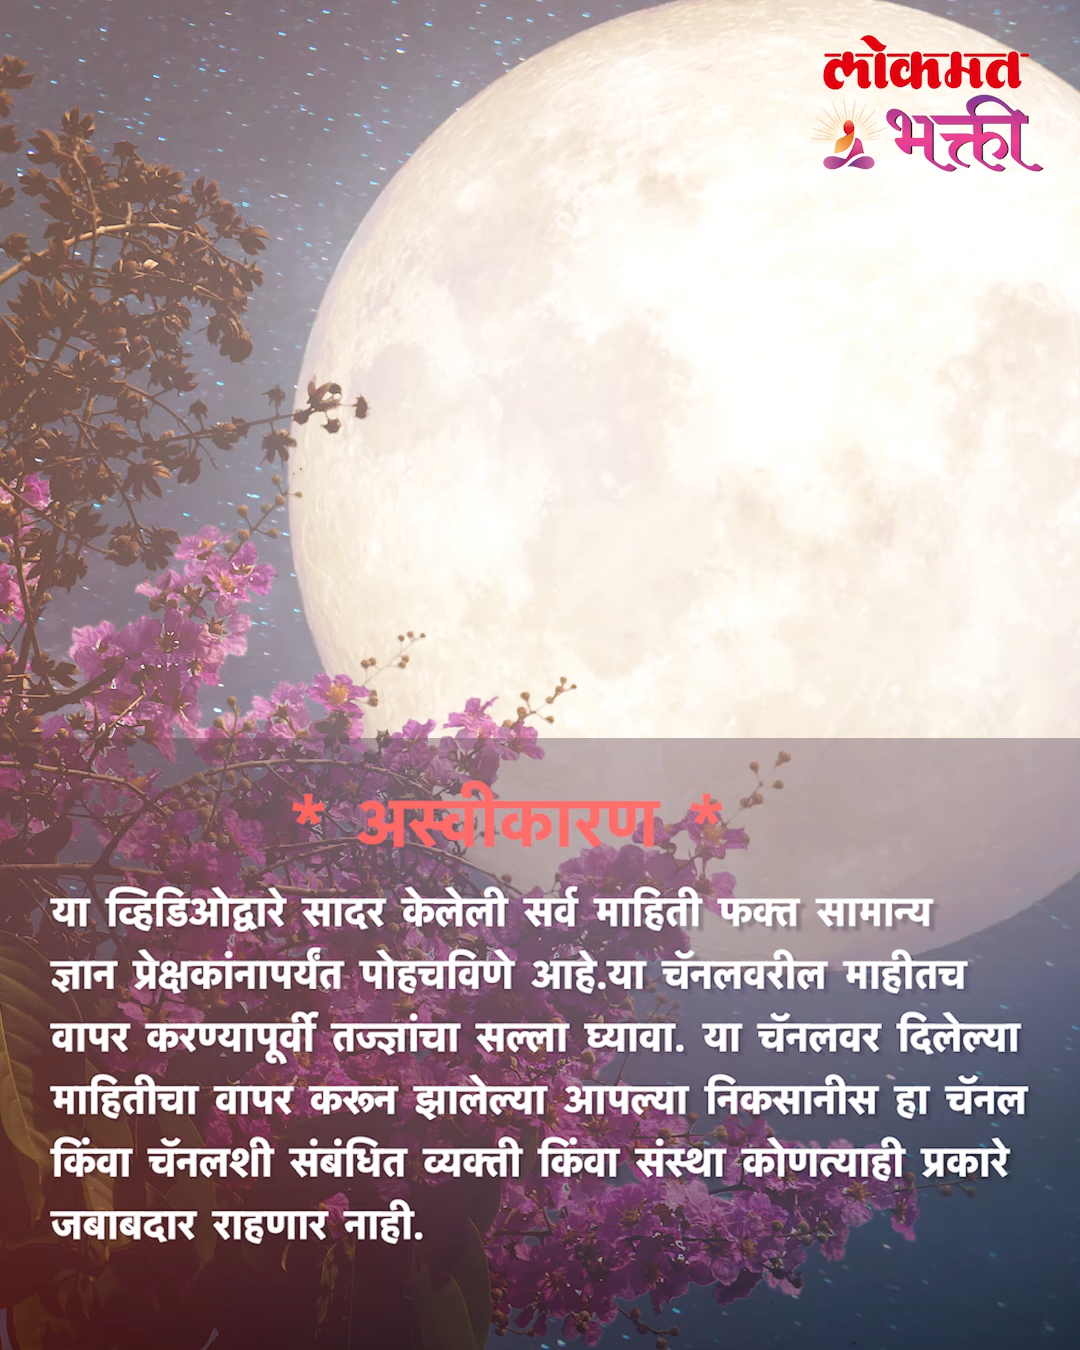 लोकमत
भक्ती
* अस्वीकारण *
या व्हिडिओद्वारे सादर केलेली सर्व माहिती फक्त सामान्य
ज्ञान प्रेक्षकांनापर्यंत पोहचविणे आहे.या चॅनलवरील माहीतच
वापर करण्यापूर्वी तज्ज्ञांचा सल्ला घ्यावा. या चॅनलवर दिलेल्या
माहितीचा वापर करून झालेल्या आपल्या निकसानीस हा चॅनल
किंवा चॅनलशी संबंधित व्यक्ती किंवा संस्था कोणत्याही प्रकारे
जबाबदार राहणार नाही.